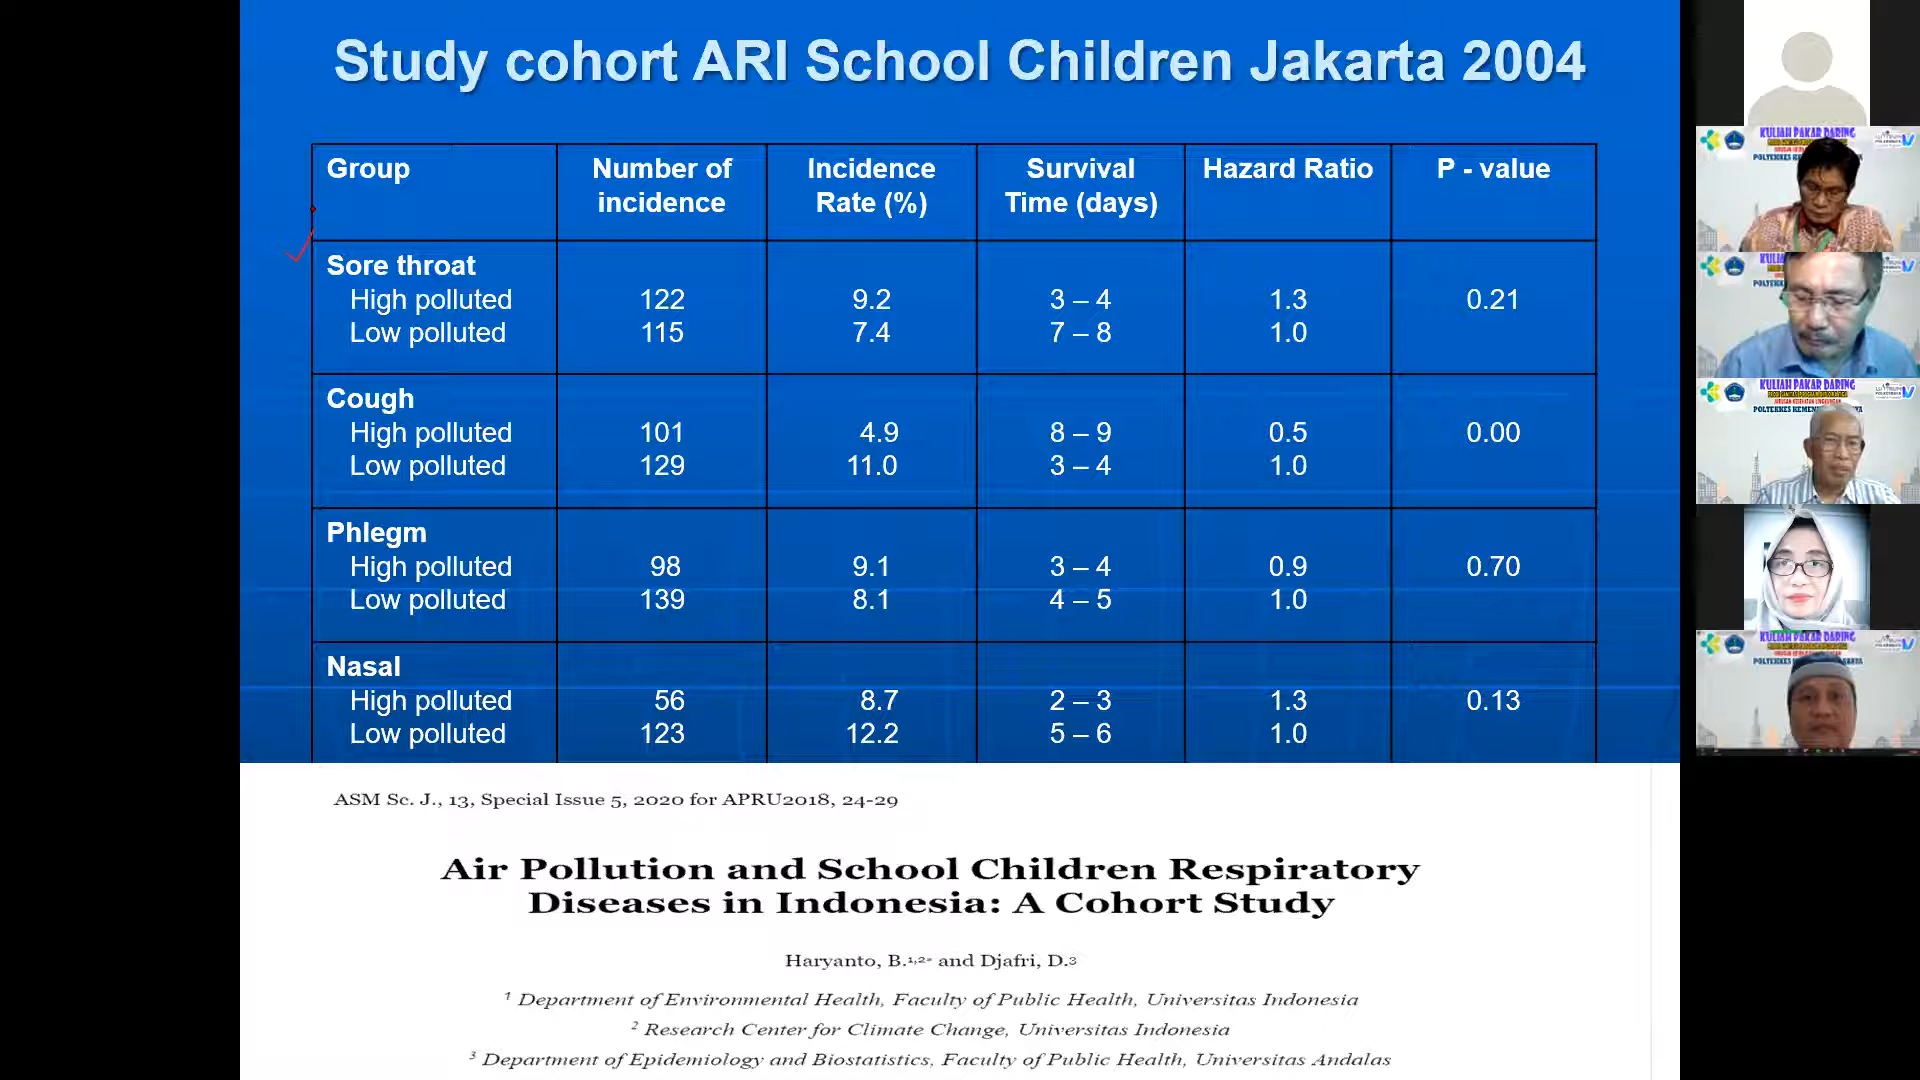 Study cohort ARI School Children Jakarta 2004
Group Number of incidence Incidence Rate (%) Survival Time (days) Hazard Ratio P - value
Sore throat
High polluted 122 9.2 3 – 4 1.3 0.21
Low polluted 115 7.4 7 – 8 1.0
Cough
High polluted 101 4.9 8 – 9 0.5 0.00
Low polluted 129 11.0 3 – 4 1.0
Phlegm
High polluted 98 9.1 3 – 4 0.9 0.70
Low polluted 139 8.1 4 – 5 1.0
Nasal
High polluted 56 8.7 2 – 3 1.3 0.13
Low polluted 123 12.2 5 – 6 1.0
ASM Sc. J., 13, Special Issue 5, 2020 for APRU2018, 24-29
Air Pollution and School Children Respiratory
Diseases in Indonesia: A Cohort Study
Haryanto, B.¹,²* and Djafri, D.³
¹ Department of Environmental Health, Faculty of Public Health, Universitas Indonesia
² Research Center for Climate Change, Universitas Indonesia
³ Department of Epidemiology and Biostatistics, Faculty of Public Health, Universitas Andalas
KULIAH PAKAR DARING
KULIAH PAKAR DARING
KULIAH PAKAR DARING